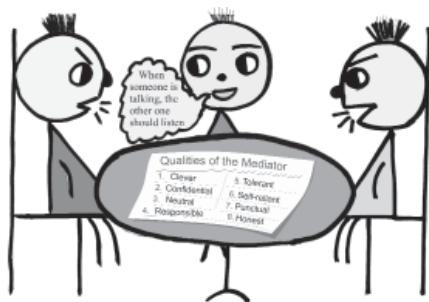 When
someone is
talking, the
other one
should listen
Qualities of the Mediator
1. Clever
2. Confidential
3. Neutral
4. Responsible
5. Tolerant
6. Self-reliant
7. Punctual
8. Honest